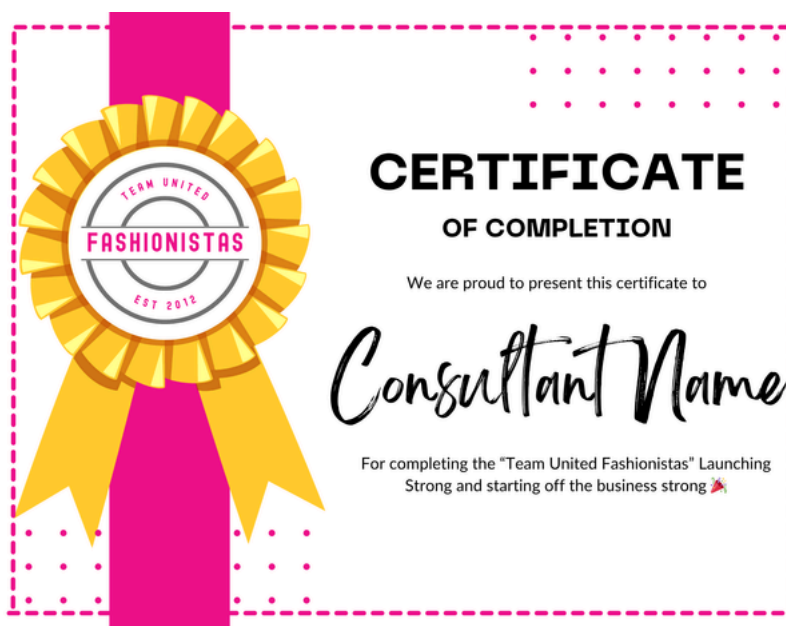 TEAM UNITED
FASHIONISTAS
EST 2012
CERTIFICATE
OF COMPLETION
We are proud to present this certificate to
Consultant Name
For completing the “Team United Fashionistas” Launching
Strong and starting off the business strong 🎉